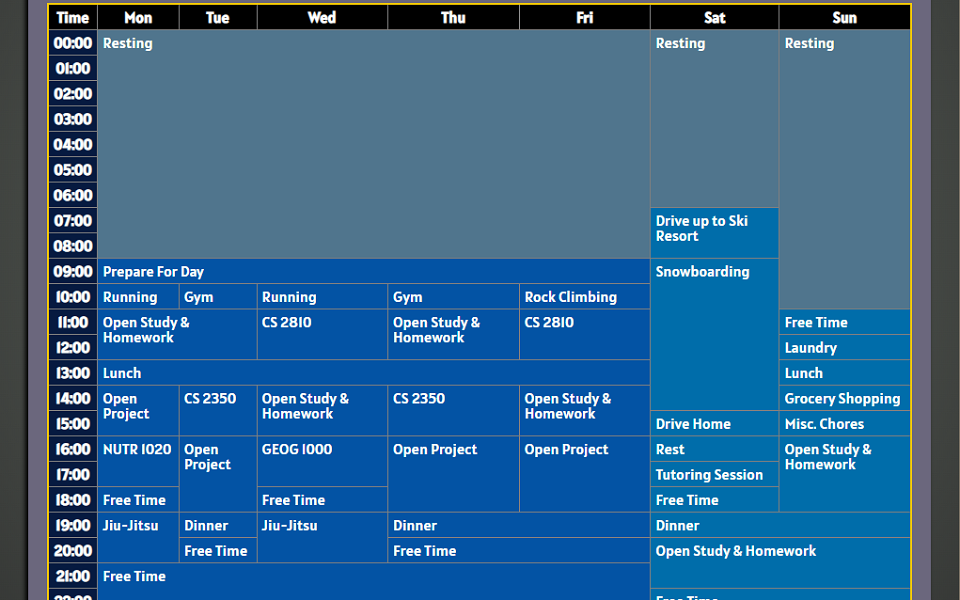 Time Mon Tue Wed Thu Fri Sat Sun
00:00 Resting Resting Resting
01:00
02:00
03:00
04:00
05:00
06:00
07:00 Drive up to Ski
Resort
08:00
09:00 Prepare For Day Snowboarding
10:00 Running Gym Running Gym Rock Climbing
11:00 Open Study & CS 2810 Open Study & CS 2810 Free Time
Homework Homework
12:00 Laundry
13:00 Lunch Lunch
14:00 Open CS 2350 Open Study & CS 2350 Open Study & Grocery Shopping
Project Homework Homework
15:00 Drive Home Misc. Chores
16:00 NUTR 1020 Open GEOG 1000 Open Project Open Project Rest Open Study &
Project Homework
17:00 Tutoring Session
18:00 Free Time Free Time Free Time
19:00 Jiu-Jitsu Dinner Jiu-Jitsu Dinner Dinner
20:00 Free Time Free Time Open Study & Homework
21:00 Free Time